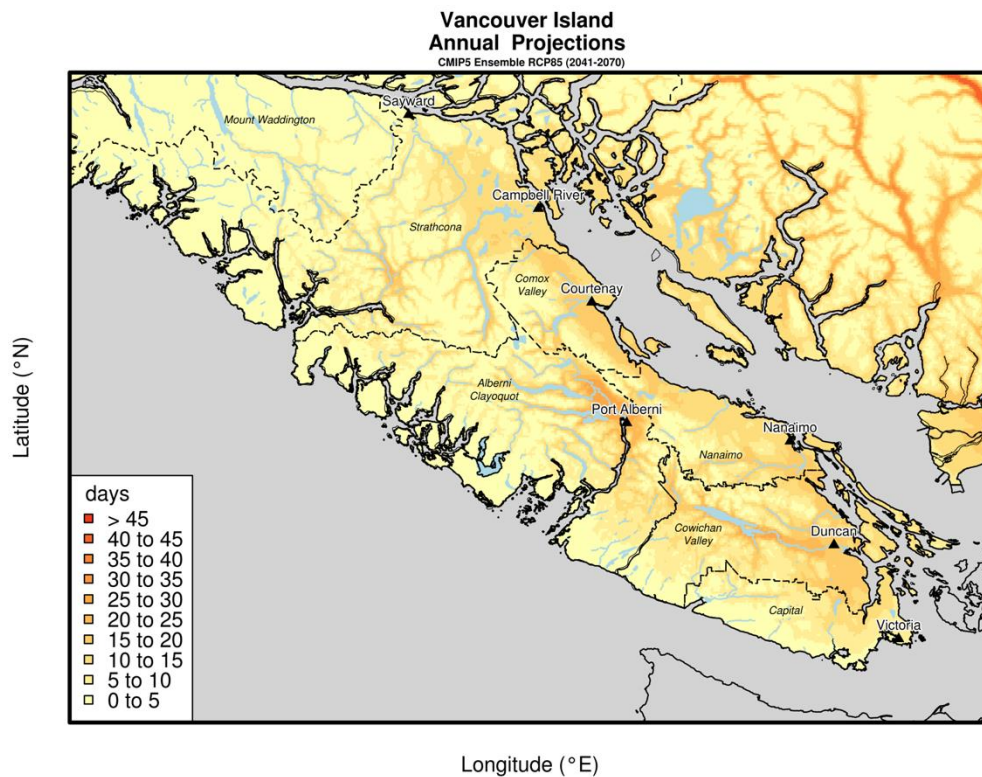 Vancouver Island
Annual Projections
CMIP5 Ensemble RCP85 (2041-2070)
Sayward
Mount Waddington
Campbell River
Strathcona
Comox
Valley
Courtenay
Alberni
Clayoquot
Port Alberni
Nanaimo
Nanaimo
Cowichan
Valley
Duncan
Capital
Victoria
days
> 45
40 to 45
35 to 40
30 to 35
25 to 30
20 to 25
15 to 20
10 to 15
5 to 10
0 to 5
Latitude (°N)
Longitude (°E)